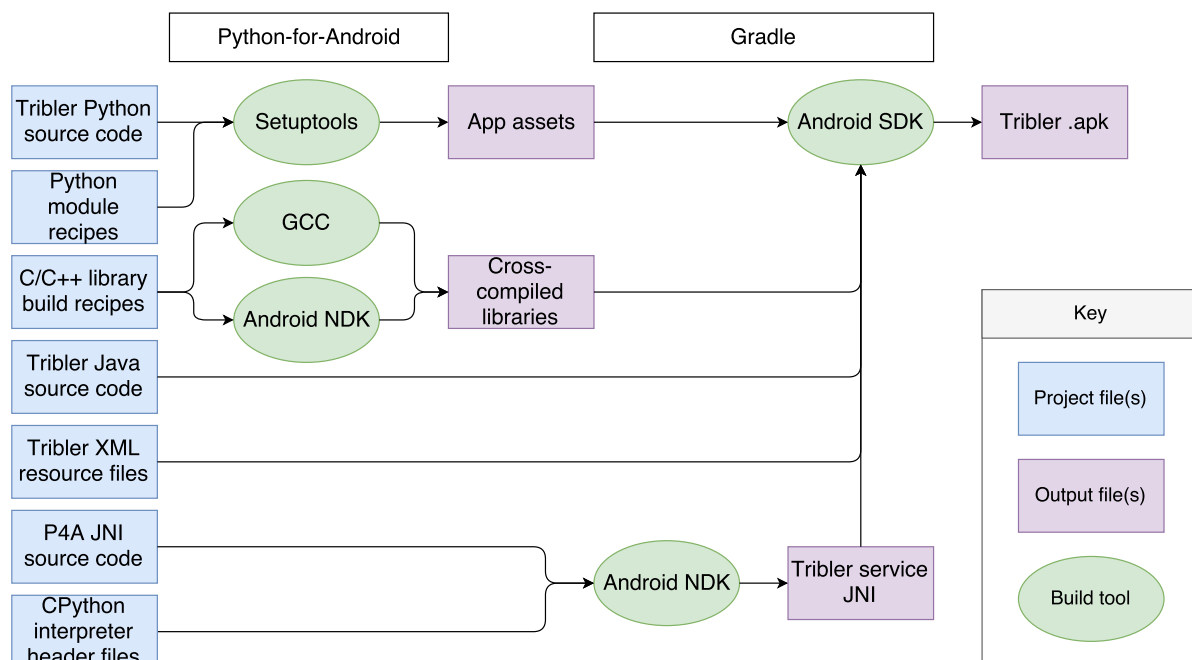 Python-for-Android
Gradle
Tribler Python
source code
Setuptools
App assets
Android SDK
Tribler .apk
Python
module
recipes
GCC
C/C++ library
build recipes
Android NDK
Cross-
compiled
libraries
Tribler Java
source code
Tribler XML
resource files
P4A JNI
source code
CPython
interpreter
header files
Android NDK
Tribler service
JNI
Key
Project file(s)
Output file(s)
Build tool